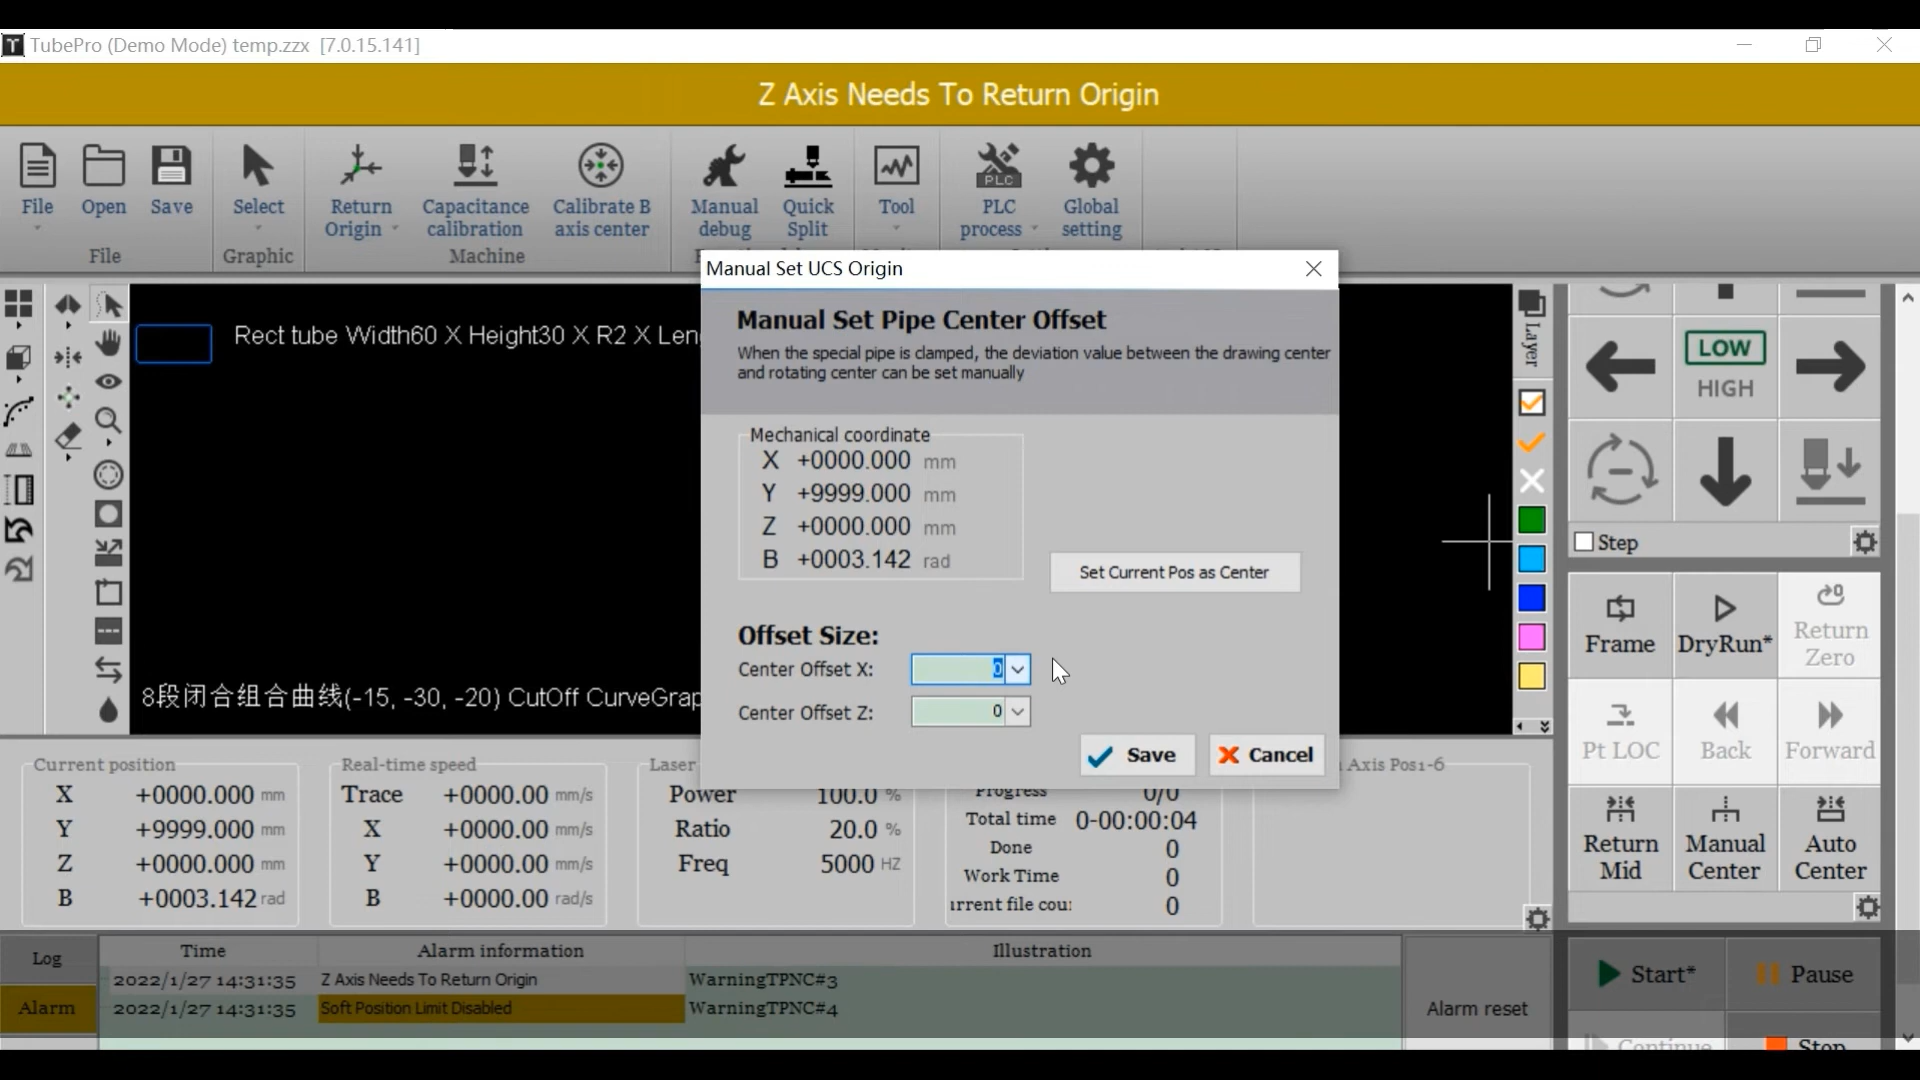 TubePro (Demo Mode) temp.zzx [7.0.15.141]
Z Axis Needs To Return Origin
File
Open
Save
Select
Return Origin
Capacitance calibration
Calibrate B axis center
Manual debug
Quick Split
Tool
PLC
PLC process
Global setting
File
Graphic
Machine
Manual Set UCS Origin
Manual Set Pipe Center Offset
When the special pipe is clamped, the deviation value between the drawing center
and rotating center can be set manually
Rect tube Width60 X Height30 X R2 X Len
Mechanical coordinate
X +0000.000 mm
Y +9999.000 mm
Z +0000.000 mm
B +0003.142 rad
Set Current Pos as Center
Offset Size:
Center Offset X: 0
Center Offset Z: 0
Save
Cancel
8段闭合组合曲线(-15, -30, -20) CutOff CurveGrap
Layer
LOW
HIGH
Step
Frame
DryRun*
Return Zero
Pt LOC
Back
Forward
Return Mid
Manual Center
Auto Center
Current position
X +0000.000 mm
Y +9999.000 mm
Z +0000.000 mm
B +0003.142 rad
Real-time speed
Trace +0000.00 mm/s
X +0000.00 mm/s
Y +0000.00 mm/s
B +0000.00 rad/s
Laser
Power 100.0 %
Ratio 20.0 %
Freq 5000 HZ
Progress 0/0
Total time 0-00:00:04
Done 0
Work Time 0
urrent file cou: 0
Axis Pos1-6
Log
Alarm
Time Alarm information Illustration
2022/1/27 14:31:35 Z Axis Needs To Return Origin WarningTPNC#3
2022/1/27 14:31:35 Soft Position Limit Disabled WarningTPNC#4
Alarm reset
Start*
Pause
Continue
Stop